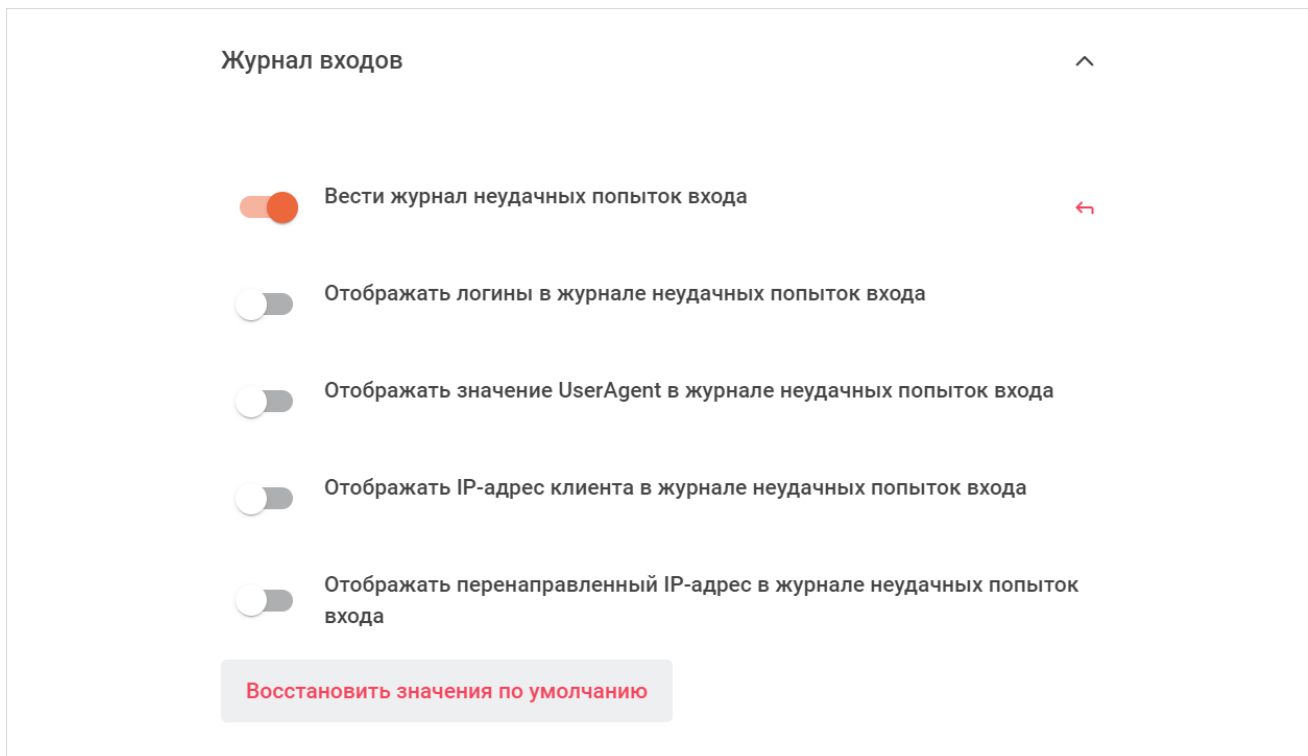 Журнал входов
Вести журнал неудачных попыток входа
Отображать логины в журнале неудачных попыток входа
Отображать значение UserAgent в журнале неудачных попыток входа
Отображать IP-адрес клиента в журнале неудачных попыток входа
Отображать перенаправленный IP-адрес в журнале неудачных попыток
входа
Восстановить значения по умолчанию